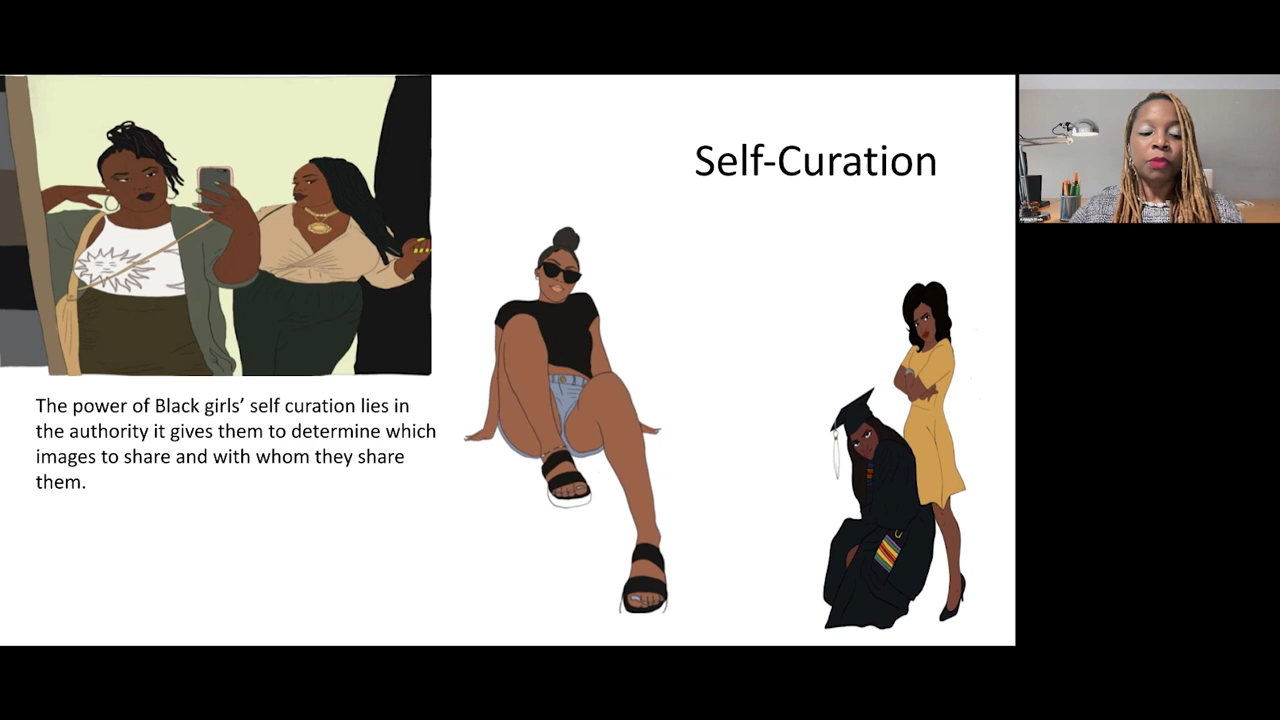 Self-Curation
The power of Black girls’ self curation lies in
the authority it gives them to determine which
images to share and with whom they share
them.